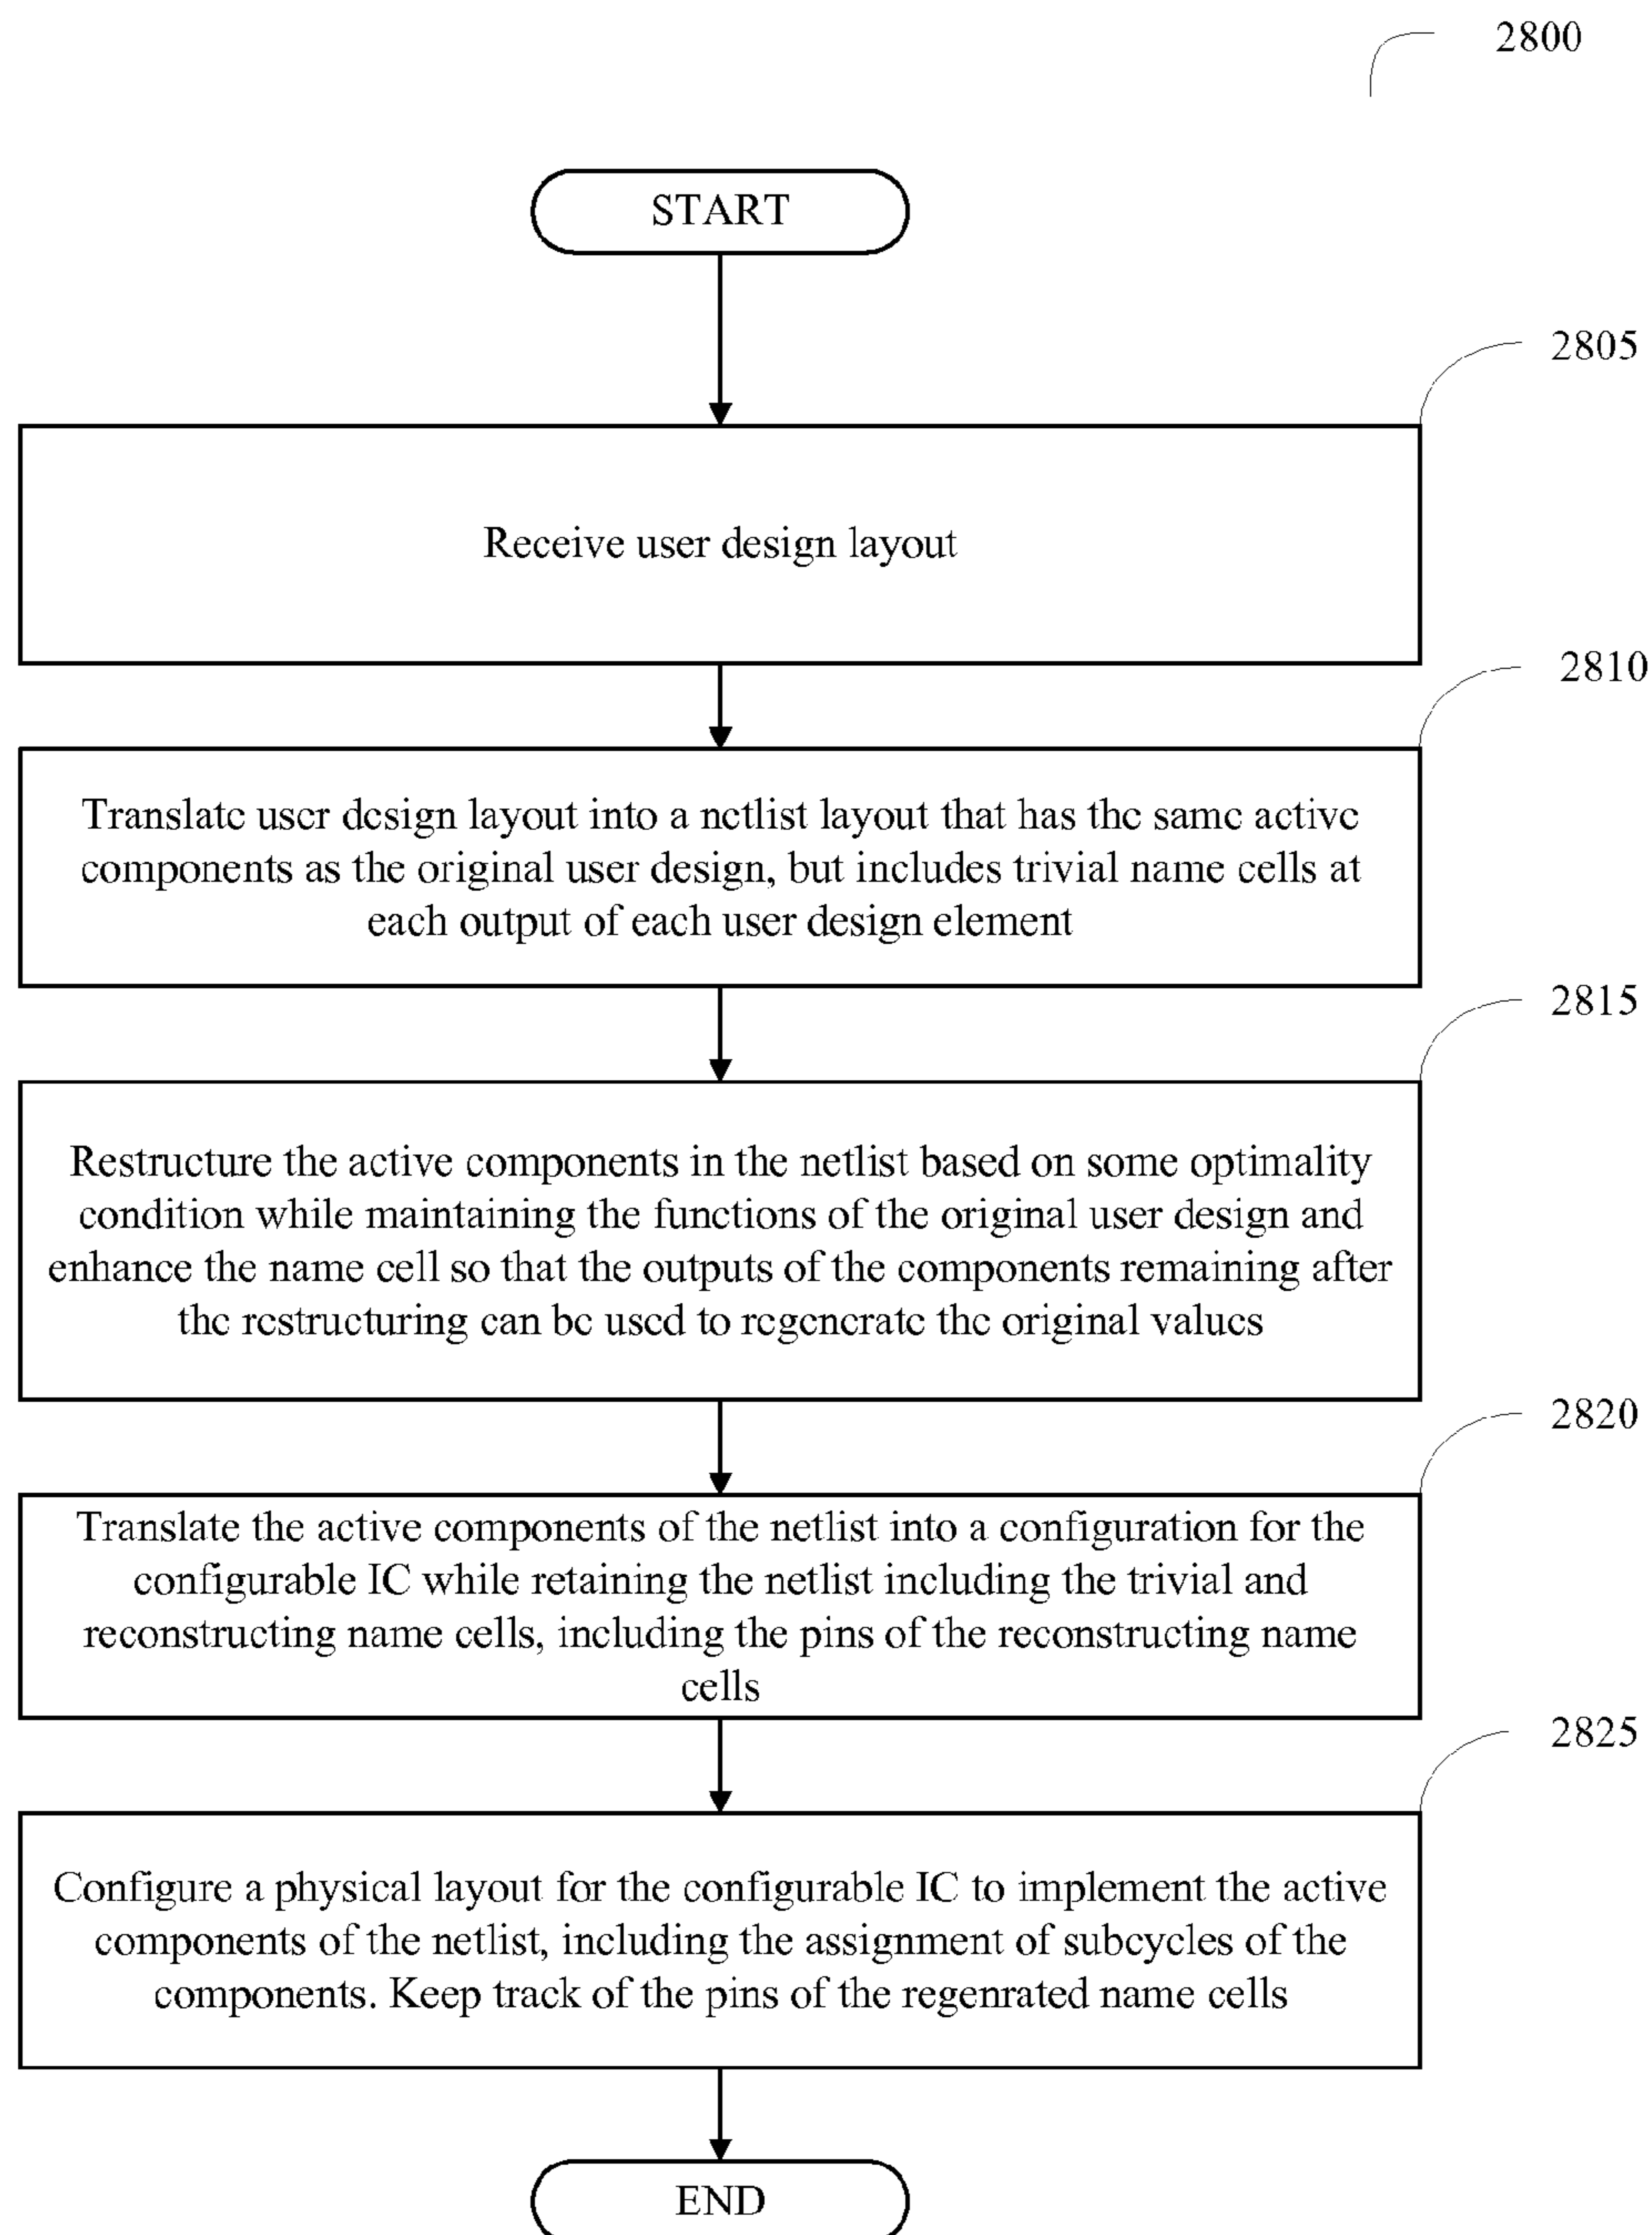 2800
START
2805
Receive user design layout
2810
Translate user design layout into a netlist layout that has the same active
components as the original user design, but includes trivial name cells at
each output of each user design element
2815
Restructure the active components in the netlist based on some optimality
condition while maintaining the functions of the original user design and
enhance the name cell so that the outputs of the components remaining after
the restructuring can be used to regenerate the original values
2820
Translate the active components of the netlist into a configuration for the
configurable IC while retaining the netlist including the trivial and
reconstructing name cells, including the pins of the reconstructing name
cells
2825
Configure a physical layout for the configurable IC to implement the active
components of the netlist, including the assignment of subcycles of the
components. Keep track of the pins of the regenrated name cells
END